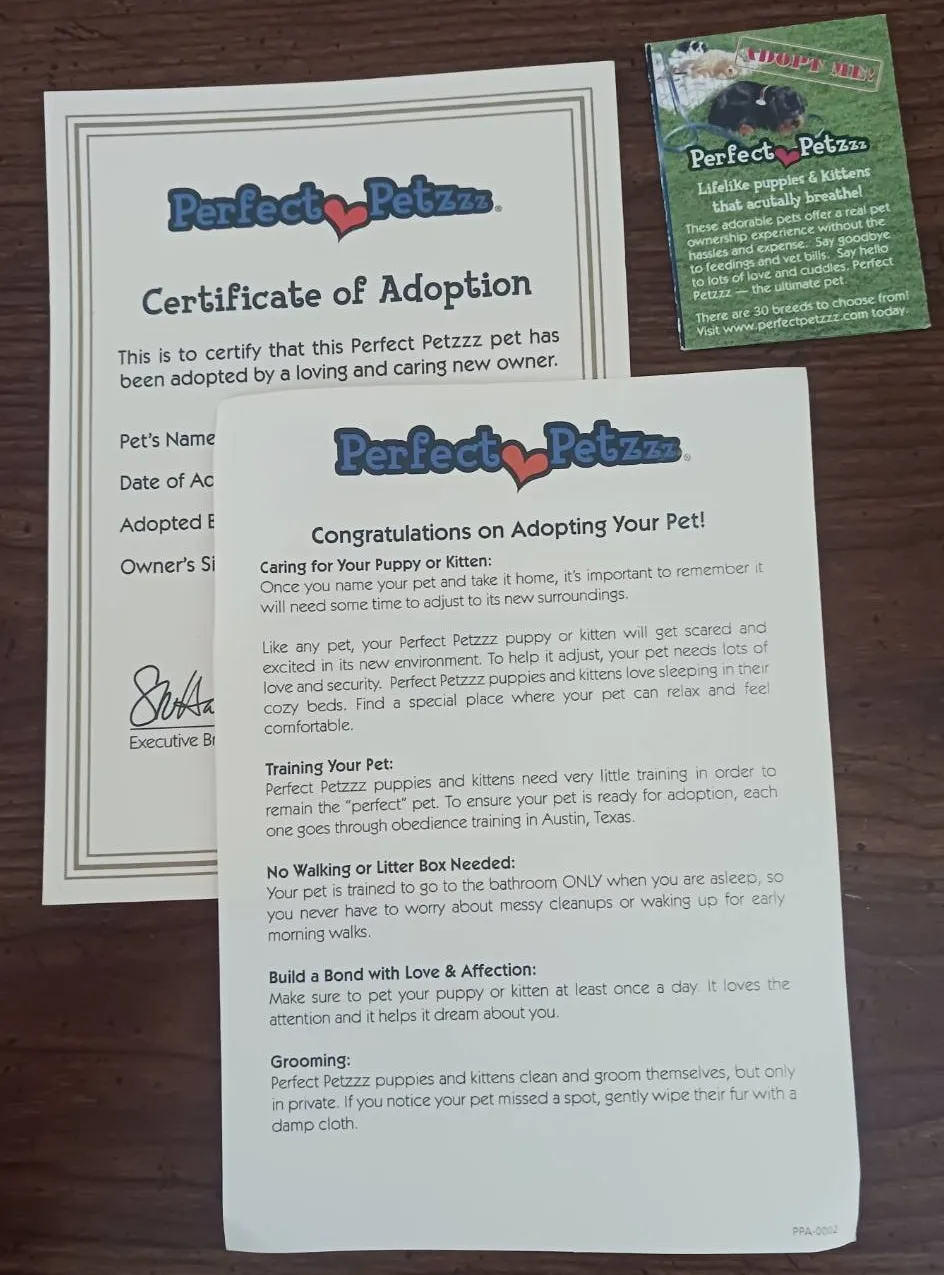 Perfect Petzzz®
Certificate of Adoption
This is to certify that this Perfect Petzzz pet has
been adopted by a loving and caring new owner.
Pet's Name
Date of Ac
Adopted B
Owner's Si
Executive Br
ADOPT ME!
Perfect Petzzz
Lifelike puppies & Kittens
that acutally breathe!
These adorable pets offer a real pet
ownership experience without the
hassles and expense. Say goodbye
to feedings and vet bills. Say hello
to lots of love and cuddles. Perfect
Petzzz — the ultimate pet.
There are 30 breeds to choose from!
Visit www.perfectpetzzz.com today.
Perfect Petzzz®
Congratulations on Adopting Your Pet!
Caring for Your Puppy or Kitten:
Once you name your pet and take it home, it's important to remember it
will need some time to adjust to its new surroundings.
Like any pet, your Perfect Petzzz puppy or kitten will get scared and
excited in its new environment. To help it adjust, your pet needs lots of
love and security. Perfect Petzzz puppies and kittens love sleeping in their
cozy beds. Find a special place where your pet can relax and feel
comfortable.
Training Your Pet:
Perfect Petzzz puppies and kittens need very little training in order to
remain the "perfect" pet. To ensure your pet is ready for adoption, each
one goes through obedience training in Austin, Texas.
No Walking or Litter Box Needed:
Your pet is trained to go to the bathroom ONLY when you are asleep, so
you never have to worry about messy cleanups or waking up for early
morning walks.
Build a Bond with Love & Affection:
Make sure to pet your puppy or kitten at least once a day. It loves the
attention and it helps it dream about you.
Grooming:
Perfect Petzzz puppies and kittens clean and groom themselves, but only
in private. If you notice your pet missed a spot, gently wipe their fur with a
damp cloth.
PPA-0002